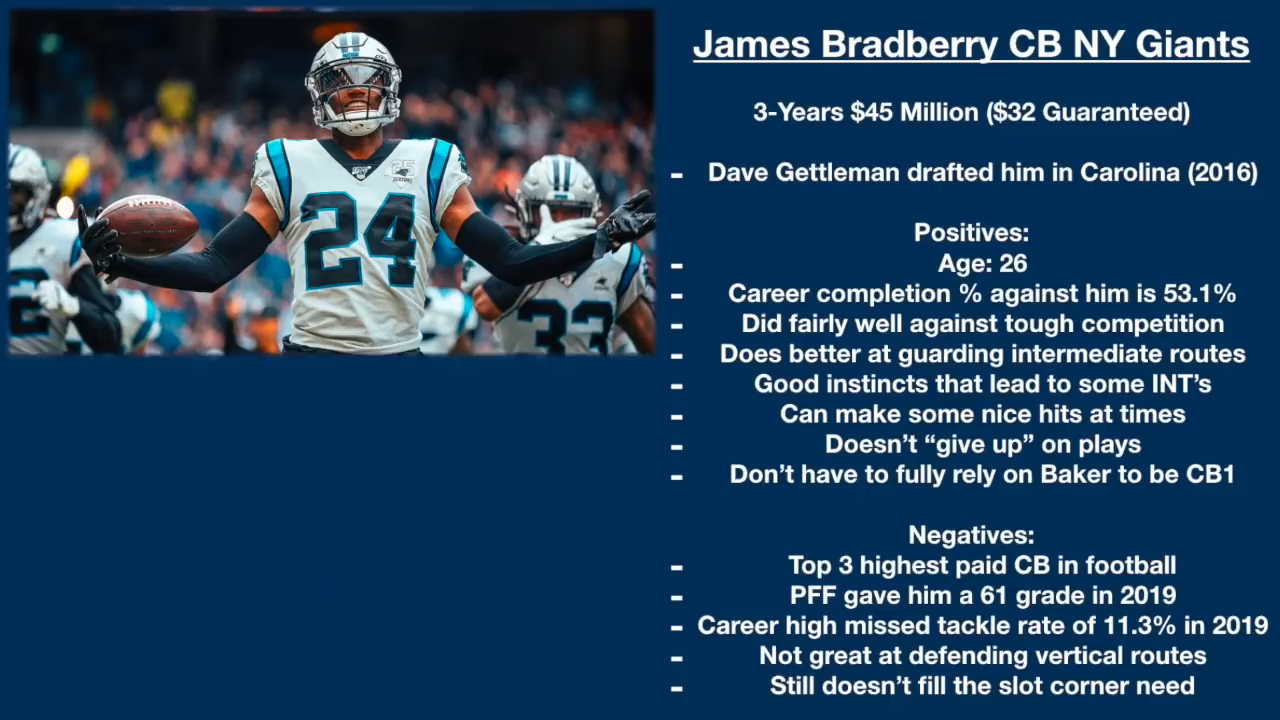 James Bradberry CB NY Giants
3-Years $45 Million ($32 Guaranteed)
- Dave Gettleman drafted him in Carolina (2016)
Positives:
- Age: 26
- Career completion % against him is 53.1%
- Did fairly well against tough competition
- Does better at guarding intermediate routes
- Good instincts that lead to some INT's
- Can make some nice hits at times
- Doesn't “give up” on plays
- Don't have to fully rely on Baker to be CB1
Negatives:
- Top 3 highest paid CB in football
- PFF gave him a 61 grade in 2019
- Career high missed tackle rate of 11.3% in 2019
- Not great at defending vertical routes
- Still doesn't fill the slot corner need
24
33
2
25